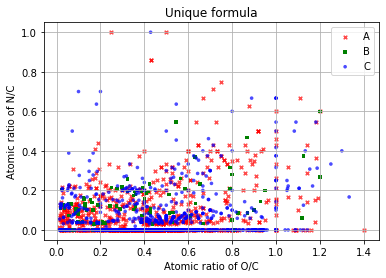 Unique formula
A
B
C
1.0
0.8
0.6
0.4
0.2
0.0
Atomic ratio of N/C
0.0 0.2 0.4 0.6 0.8 1.0 1.2 1.4
Atomic ratio of O/C